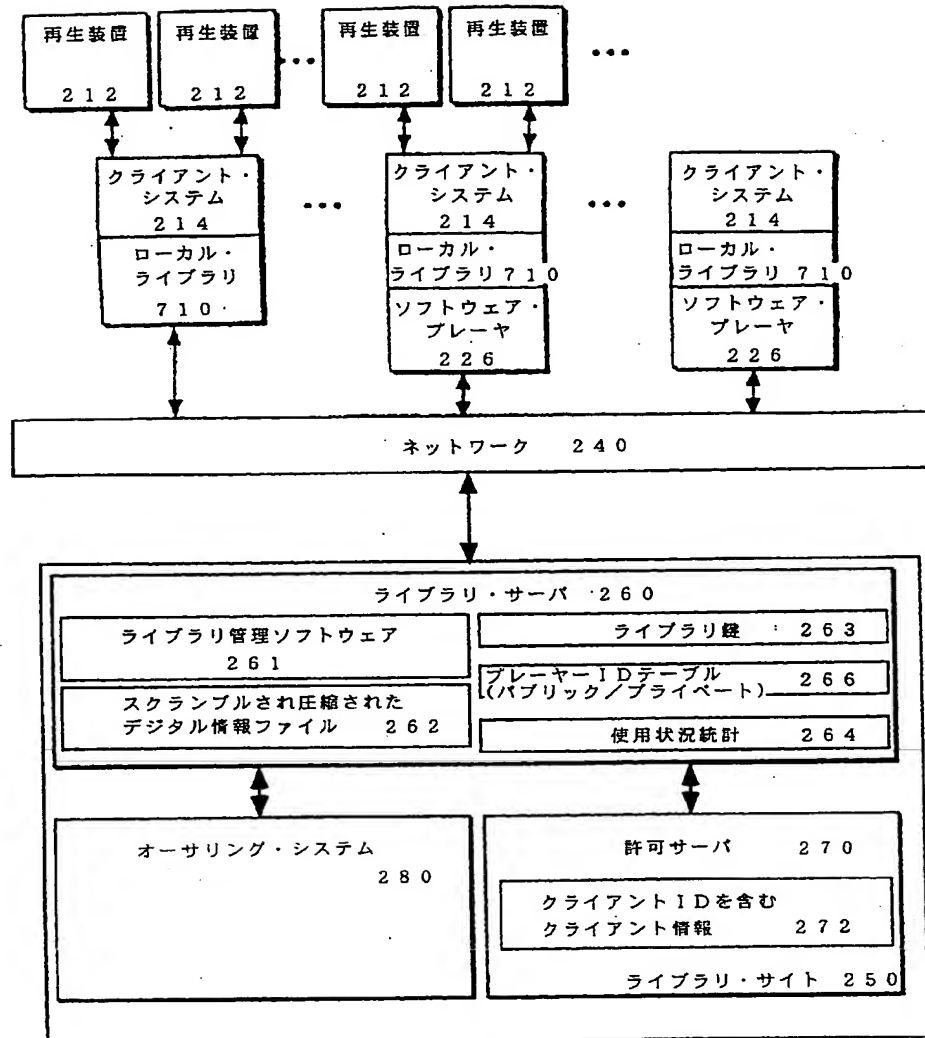 再生装置
212
再生装置
212
再生装置
212
再生装置
212
クライアント・
システム
214
ローカル・
ライブラリ
710
クライアント・
システム
214
ローカル・
ライブラリ710
ソフトウェア・
プレーヤ
226
クライアント・
システム
214
ローカル・
ライブラリ 710
ソフトウェア・
プレーヤ
226
ネットワーク 240
ライブラリ・サーバ 260
ライブラリ管理ソフトウェア
261
スクランブルされ圧縮された
デジタル情報ファイル 262
ライブラリ鍵 263
プレーヤーIDテーブル
(パブリック/プライベート) 266
使用状況統計 264
オーサリング・システム
280
許可サーバ 270
クライアントIDを含む
クライアント情報 272
ライブラリ・サイト 250